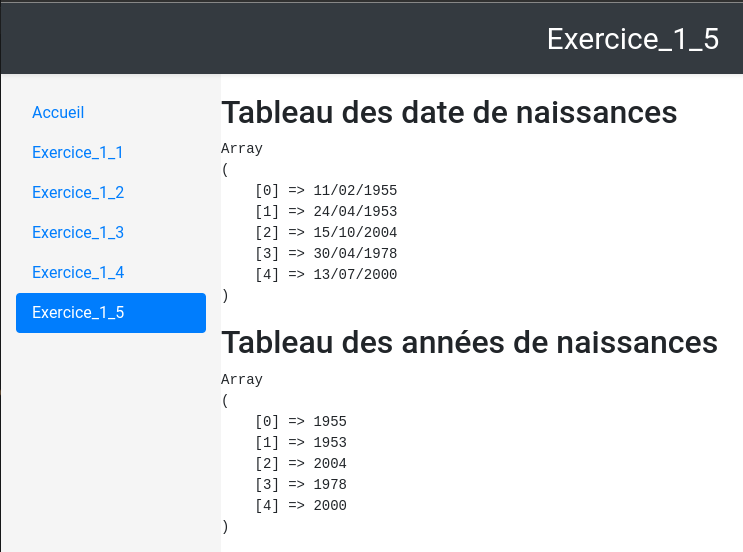 Exercice_1_5
Accueil
Exercice_1_1
Exercice_1_2
Exercice_1_3
Exercice_1_4
Exercice_1_5
Tableau des date de naissances
Array
(
    [0] => 11/02/1955
    [1] => 24/04/1953
    [2] => 15/10/2004
    [3] => 30/04/1978
    [4] => 13/07/2000
)
Tableau des années de naissances
Array
(
    [0] => 1955
    [1] => 1953
    [2] => 2004
    [3] => 1978
    [4] => 2000
)